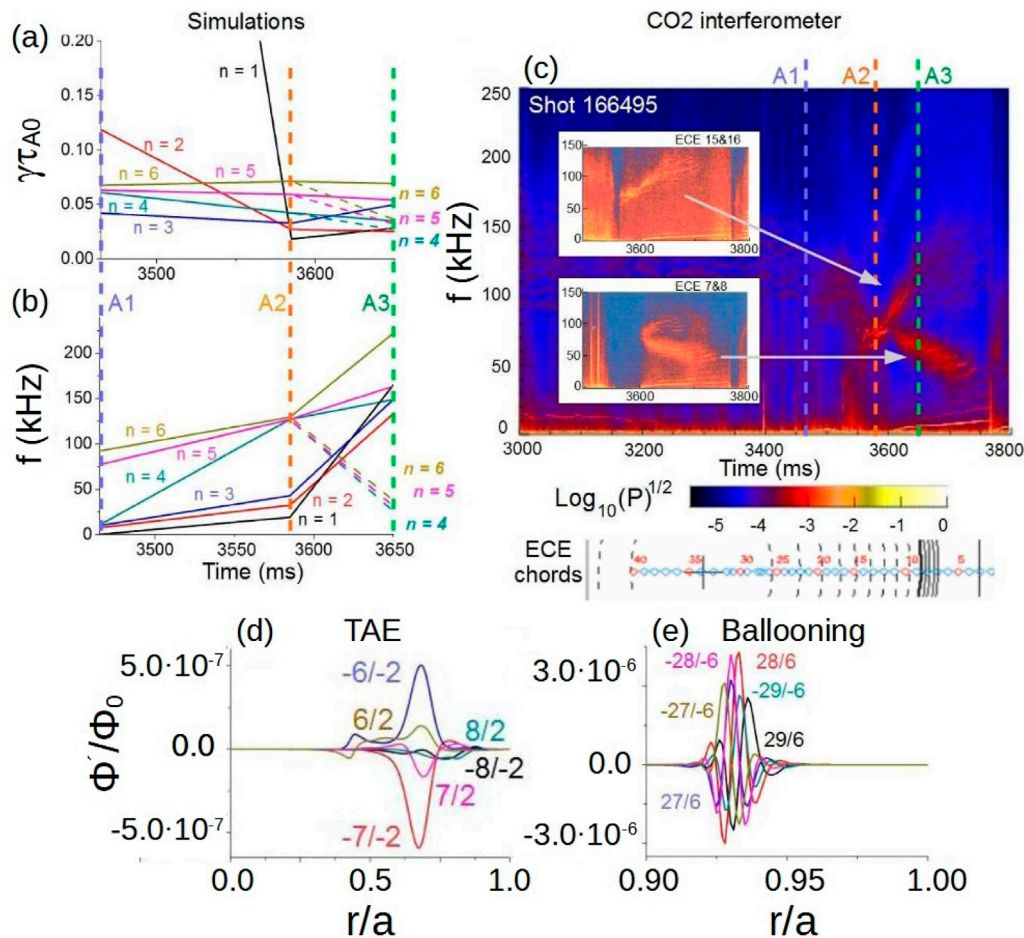 Simulations
CO2 interferometer
(a)
0.20
0.15
0.10
0.05
0.00
γτA0
n = 1
n = 2
n = 6
n = 5
n = 4
n = 3
n = 6
n = 5
n = 4
3500
3600
(b)
A1
A2
A3
200
150
100
50
0
f (kHz)
n = 6
n = 5
n = 4
n = 3
n = 2
n = 1
n = 6
n = 5
n = 4
3500
3550
3600
3650
Time (ms)
(c)
A1
A2
A3
Shot 166495
250
200
150
100
50
0
f (kHz)
ECE 15&16
150
100
50
0
3600
3800
ECE 7&8
150
100
50
0
3600
3800
3000
3200
3400
3600
3800
Time (ms)
Log10(P)1/2
-5
-4
-3
-2
-1
0
ECE
chords
40
35
30
25
20
15
10
5
(d)
TAE
5.0·10-7
0.0
-5.0·10-7
Φ´/Φ0
-6/-2
6/2
8/2
-8/-2
7/2
-7/-2
0.0
0.5
1.0
r/a
(e)
Ballooning
3.0·10-6
0.0
-3.0·10-6
-28/-6
28/6
-29/-6
-27/-6
29/6
27/6
0.90
0.95
1.00
r/a